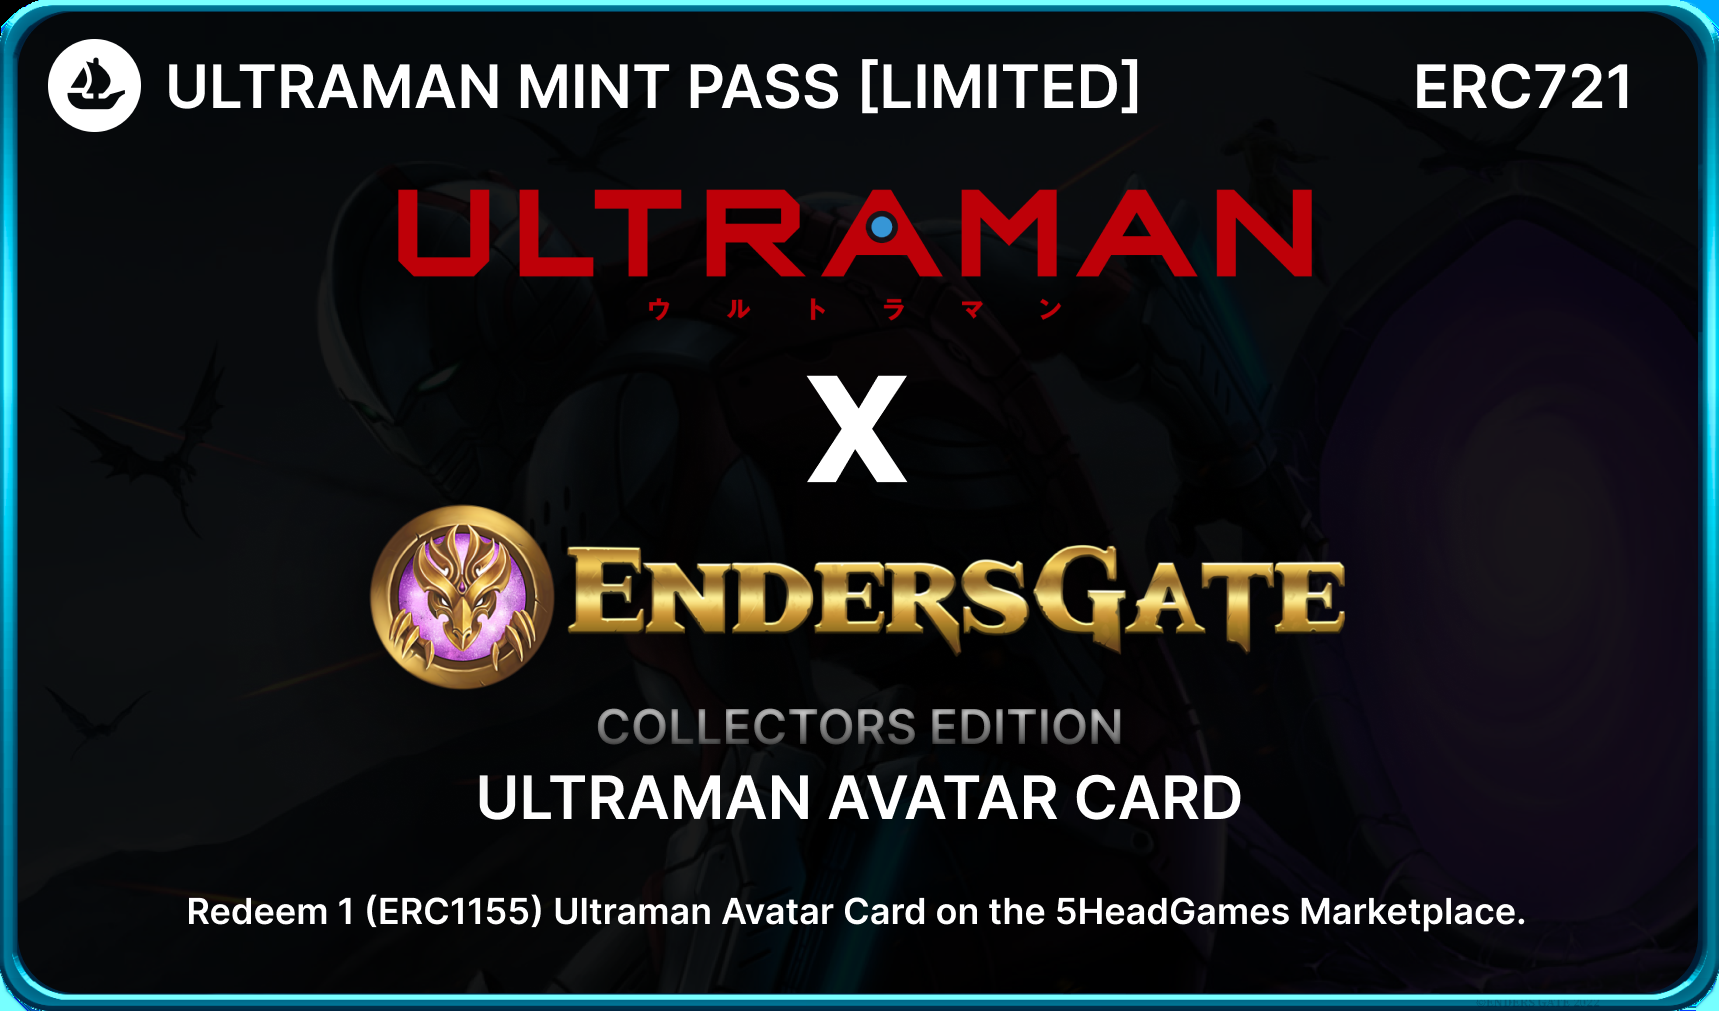 ULTRAMAN MINT PASS [LIMITED] ERC721
ULTRAMAN
ウルトラマン
X
ENDERSGATE
COLLECTORS EDITION
ULTRAMAN AVATAR CARD
Redeem 1 (ERC1155) Ultraman Avatar Card on the 5HeadGames Marketplace.